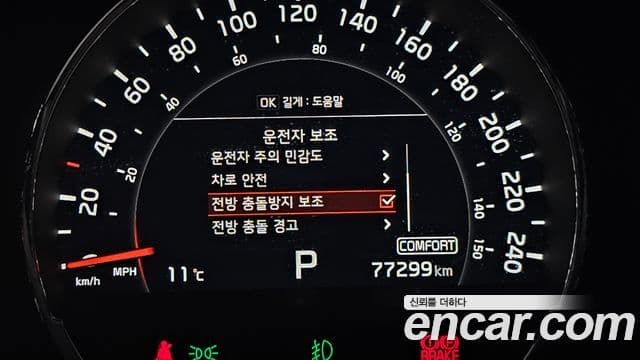 20
40
60
80
100
120
140
160
180
200
220
240
20
40
60
80
100
120
140
150
km/h
MPH
OK 길게 : 도움말
운전자 보조
운전자 주의 민감도
차로 안전
전방 충돌방지 보조
전방 충돌 경고
COMFORT
11℃
P
77299 km
BRAKE
신뢰를 더하다
encar.com